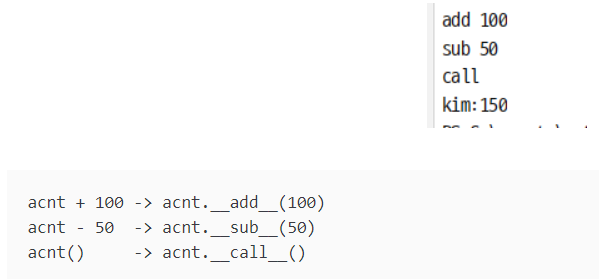 add 100
sub 50
call
kim:150
acnt + 100 -> acnt.__add__(100)
acnt - 50  -> acnt.__sub__(50)
acnt()     -> acnt.__call__()